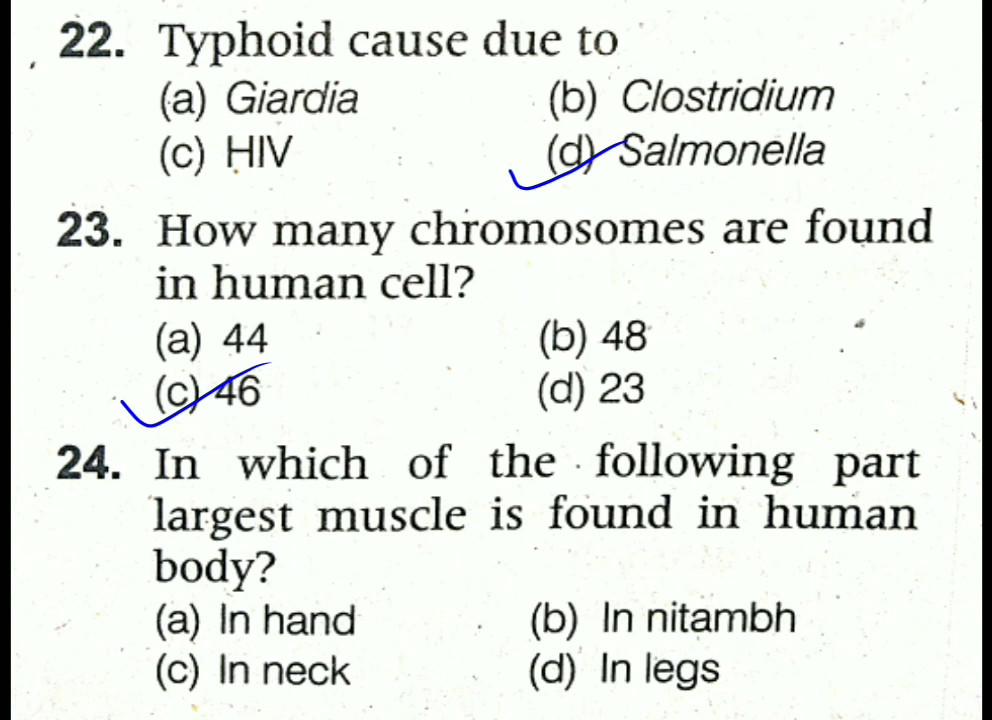 22. Typhoid cause due to
(a) Giardia (b) Clostridium
(c) HIV (d) Salmonella
23. How many chromosomes are found
in human cell?
(a) 44 (b) 48
(c) 46 (d) 23
24. In which of the following part
largest muscle is found in human
body?
(a) In hand (b) In nitambh
(c) In neck (d) In legs